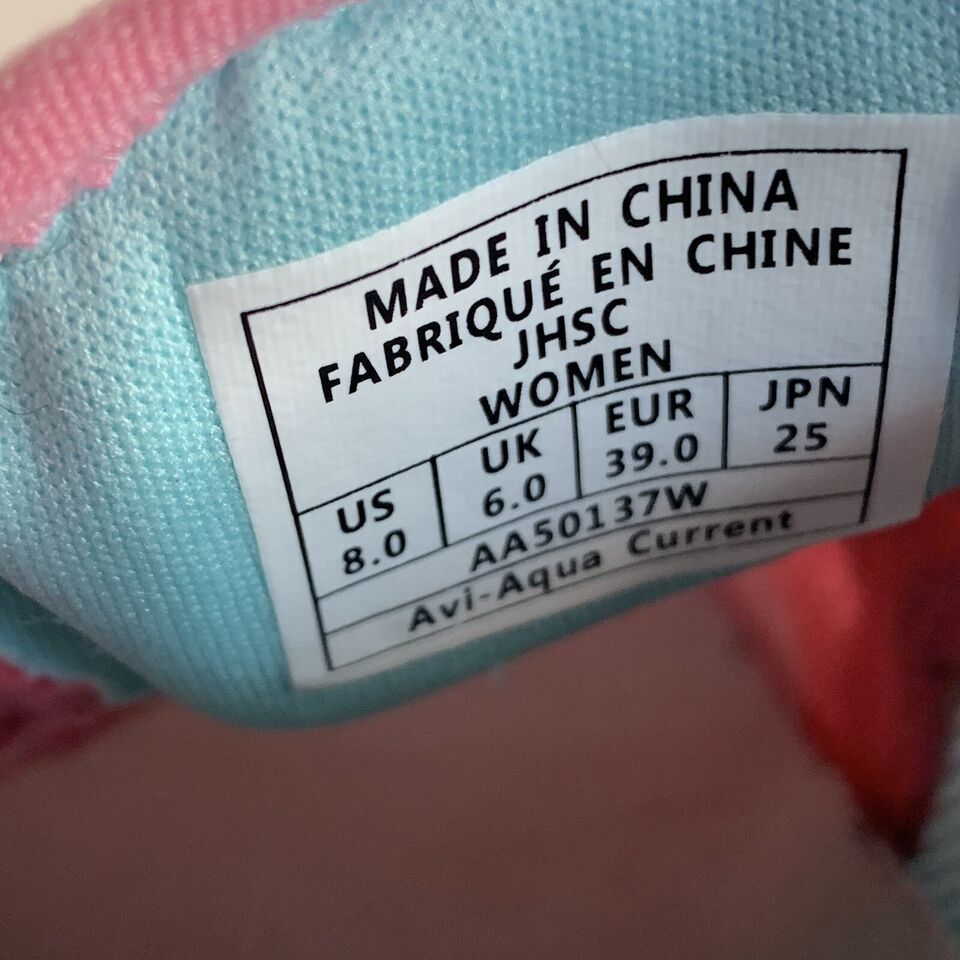 MADE IN CHINA
FABRIQUÉ EN CHINE
JHSC
WOMEN
US UK EUR JPN
8.0 6.0 39.0 25
AA50137W
Avi-Aqua Current